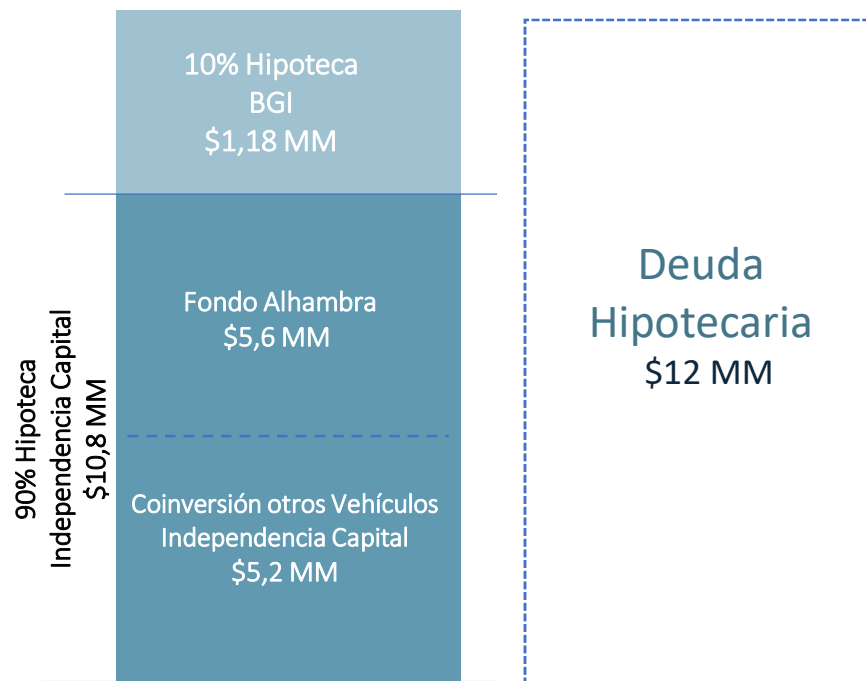 10% Hipoteca
BGI
$1,18 MM
Fondo Alhambra
$5,6 MM
Coinversión otros Vehículos
Independencia Capital
$5,2 MM
90% Hipoteca
Independencia Capital
$10,8 MM
Deuda
Hipotecaria
$12 MM